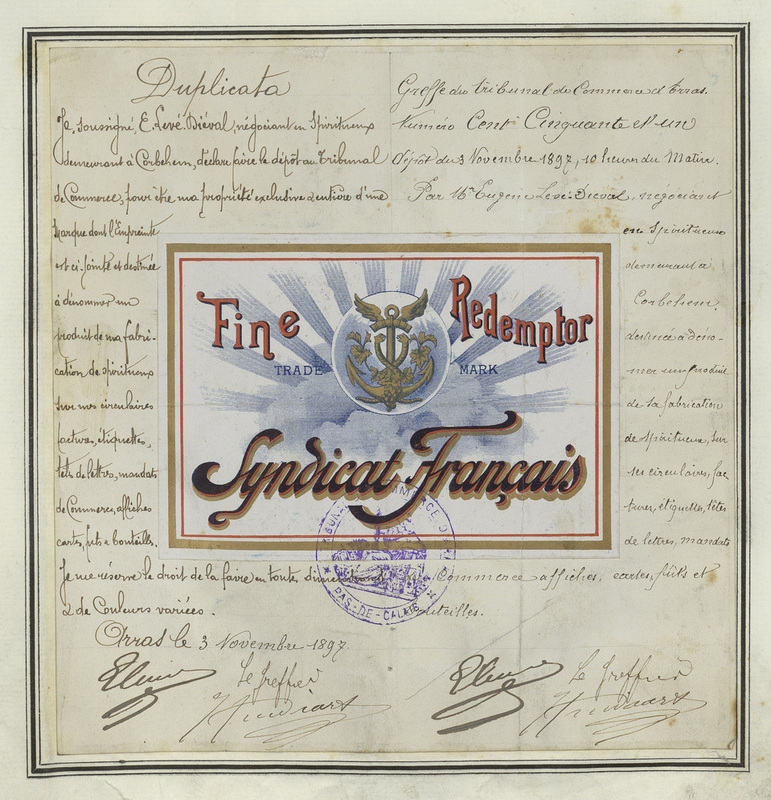 Duplicata
Je, soussigné, E. Levé-Diéval, négociant en Spiritueux
demeurant à Corbehem, déclare faire le dépôt au Tribunal
de Commerce, pour être ma propriété exclusive & entière d'une
Marque dont l'Empreinte
est ci-jointe et destinée
à dénommer un
produit de ma fabri-
cation de spiritueux
sur mes circulaires
factures, étiquettes,
têtes de lettres, mandats
de Commerce, affiches
cartes, fûts & bouteilles.
Je me réserve le droit de la faire en toute
& de Couleurs variées.
Arras le 3 Novembre 1897.
Le Greffier
Greffe du Tribunal de Commerce d'Arras.
Numéro Cent Cinquante et un
Dépôt du 3 Novembre 1897, 10 heures du Matin.
Par Mr Eugène Levé-Diéval, négociant
en Spiritueux
demeurant à
Corbehem.
destinée à déno-
mer un produit
de sa fabrication
de spiritueux, sur
ses circulaires, fac
tures, étiquettes, têtes
de lettres, mandats
Commerce affiches, cartes, fûts et
bouteilles.
Le Greffier
Fine Redemptor
TRADE MARK
Syndicat Français
PAS-DE-CALAIS